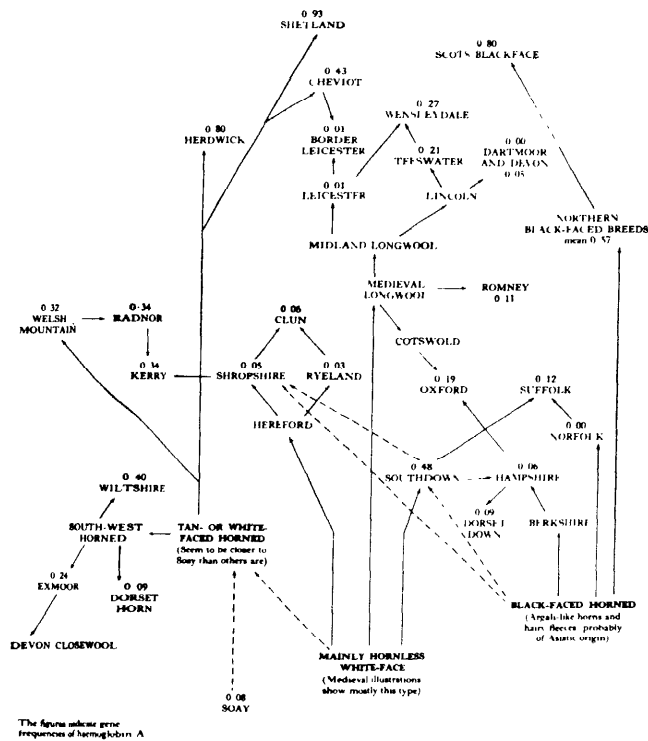 0·93
SHETLAND
0·80
SCOTS BLACKFACE
0·43
CHEVIOT
0·27
WENSLEYDALE
0·80
HERDWICK
0·01
BORDER
LEICESTER
0·21
TEESWATER
0·00
DARTMOOR
AND DEVON
0·05
0·01
LEICESTER
LINCOLN
NORTHERN
BLACK-FACED BREEDS
mean 0·57
MIDLAND LONGWOOL
MEDIEVAL
LONGWOOL
ROMNEY
0·11
0·32
WELSH
MOUNTAIN
0·34
RADNOR
0·06
CLUN
COTSWOLD
0·34
KERRY
0·05
SHROPSHIRE
0·03
RYELAND
0·19
OXFORD
0·12
SUFFOLK
HEREFORD
0·00
NORFOLK
0·40
WILTSHIRE
0·48
SOUTHDOWN
0·06
HAMPSHIRE
SOUTH-WEST
HORNED
TAN- OR WHITE-
FACED HORNED
(Seem to be closer to
Soay than others are)
0·09
DORSET
DOWN
BERKSHIRE
0·24
EXMOOR
0·09
DORSET
HORN
BLACK-FACED HORNED
(Argali-like horns and
hairy fleeces probably
of Asiatic origin)
DEVON CLOSEWOOL
MAINLY HORNLESS
WHITE-FACE
(Medieval illustrations
show mostly this type)
0·08
SOAY
The figures indicate gene
frequencies of haemoglobin A